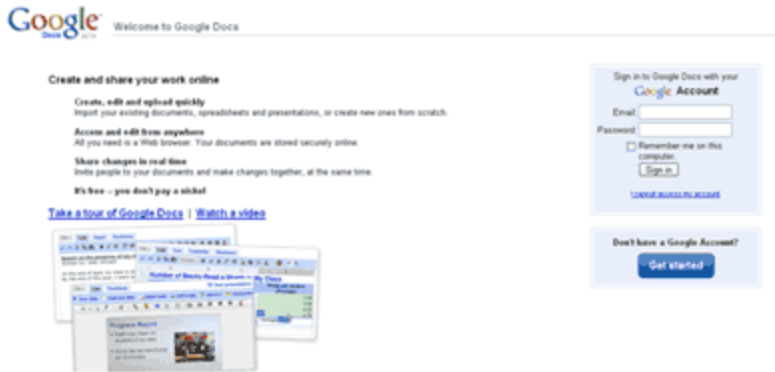 Google
Docs BETA
Welcome to Google Docs
Create and share your work online
Create, edit and upload quickly
Import your existing documents, spreadsheets and presentations, or create new ones from scratch.
Access and edit from anywhere
All you need is a Web browser. Your documents are stored securely online.
Share changes in real time
Invite people to your documents and make changes together, at the same time.
It's free -- you don't pay a nickel!
Take a tour of Google Docs | Watch a video
Progress Report
Sign in to Google Docs with your
Google Account
Email:
Password:
Remember me on this
computer.
Sign in
I cannot access my account
Don't have a Google Account?
Get started